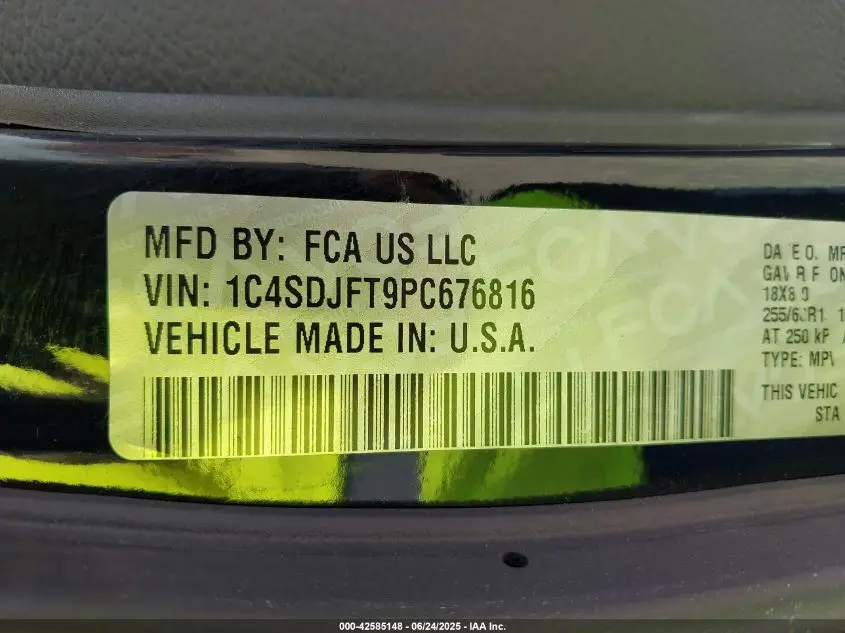 MFD BY: FCA US LLC
VIN: 1C4SDJFT9PC676816
VEHICLE MADE IN: U.S.A.
18X8
AT 250 kP
TYPE:
THIS VEHIC
STA
000-42585148 - 06/24/2025 - IAA Inc.